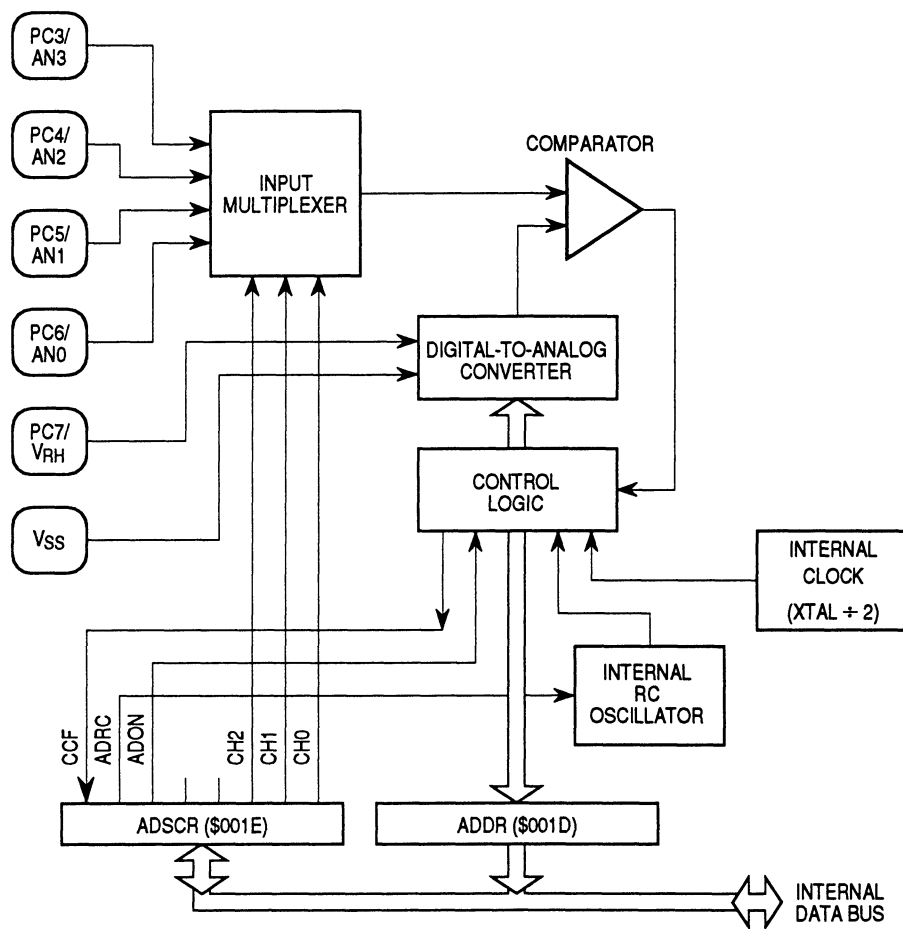 PC3/
AN3
PC4/
AN2
PC5/
AN1
PC6/
AN0
PC7/
VRH
VSS
INPUT
MULTIPLEXER
COMPARATOR
DIGITAL-TO-ANALOG
CONVERTER
CONTROL
LOGIC
INTERNAL
CLOCK
(XTAL ÷ 2)
INTERNAL
RC
OSCILLATOR
CCF
ADRC
ADON
CH2
CH1
CH0
ADSCR ($001E)
ADDR ($001D)
INTERNAL
DATA BUS